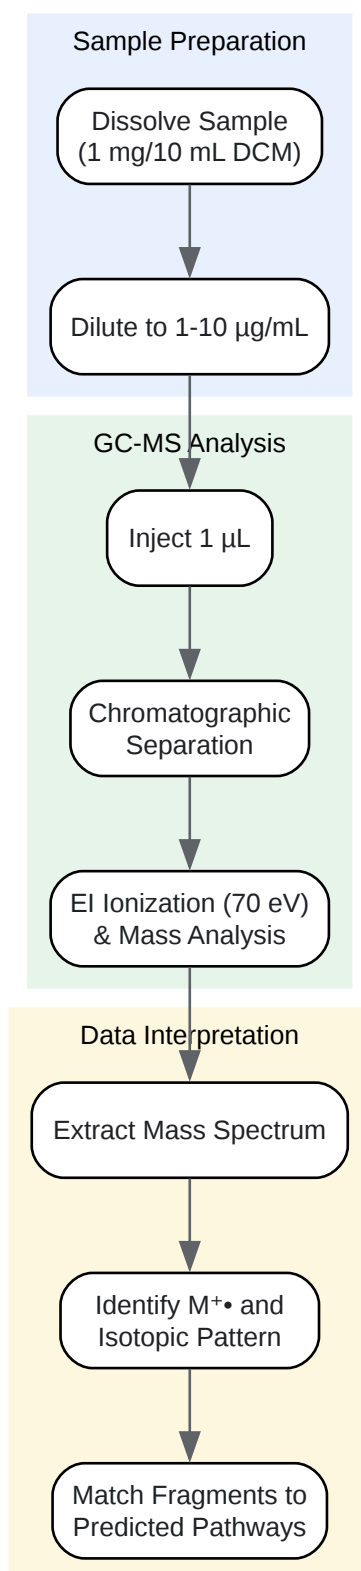 Sample Preparation
Dissolve Sample
(1 mg/10 mL DCM)
Dilute to 1-10 µg/mL
GC-MS Analysis
Inject 1 µL
Chromatographic
Separation
EI Ionization (70 eV)
& Mass Analysis
Data Interpretation
Extract Mass Spectrum
Identify M⁺• and
Isotopic Pattern
Match Fragments to
Predicted Pathways